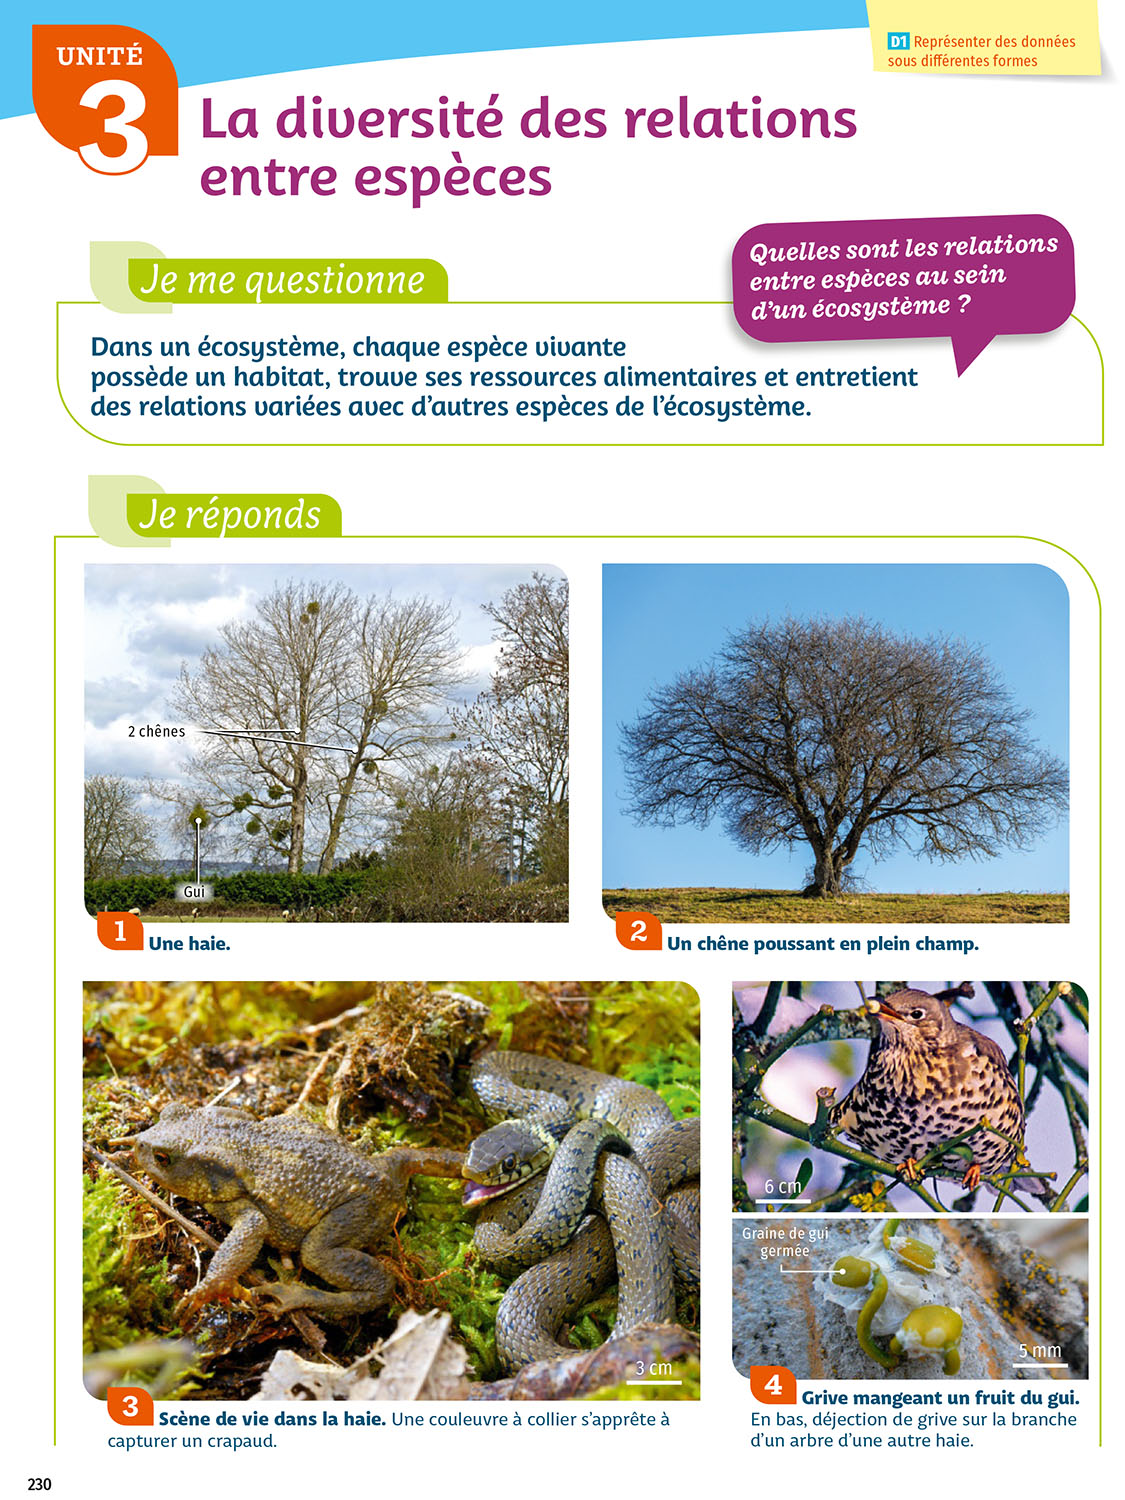 UNITÉ
3
D1 Représenter des données
sous différentes formes
La diversité des relations
entre espèces
Je me questionne
Quelles sont les relations
entre espèces au sein
d'un écosystème ?
Dans un écosystème, chaque espèce vivante
possède un habitat, trouve ses ressources alimentaires et entretient
des relations variées avec d'autres espèces de l'écosystème.
Je réponds
2 chênes
Gui
1 Une haie.
2 Un chêne poussant en plein champ.
3 cm
3 Scène de vie dans la haie. Une couleuvre à collier s'apprête à
capturer un crapaud.
6 cm
Graine de gui
germée
5 mm
4 Grive mangeant un fruit du gui.
En bas, déjection de grive sur la branche
d'un arbre d'une autre haie.
230